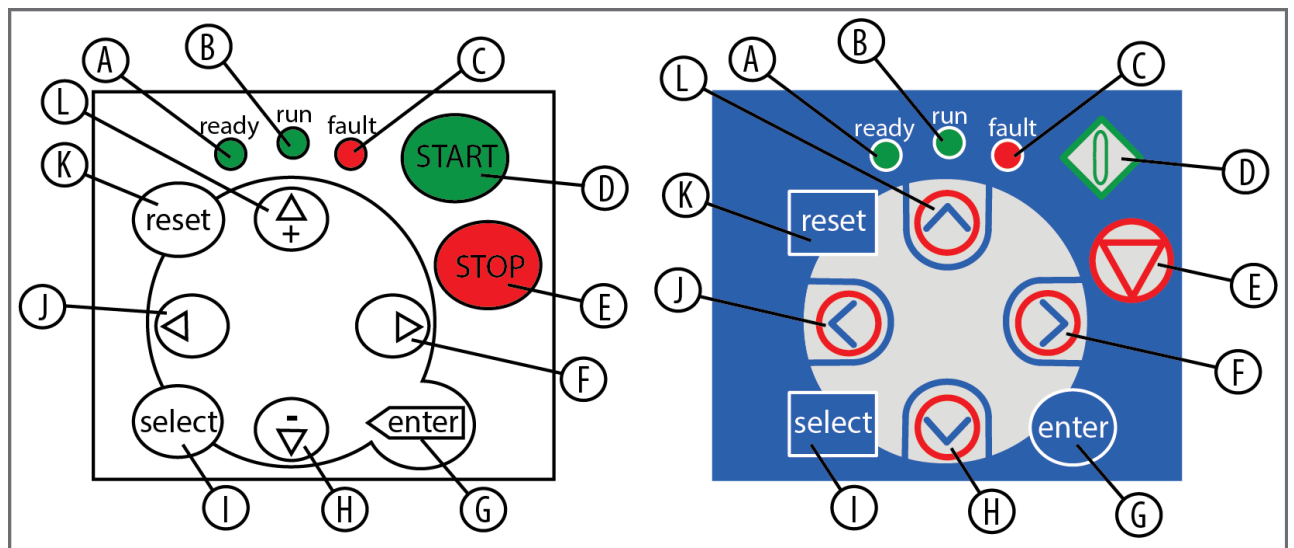 A
B
C
L
ready
run
fault
START
K
reset
+
D
STOP
J
E
F
select
-
enter
I
H
G
A
B
C
L
ready
run
fault
D
K
reset
J
E
F
select
enter
I
H
G